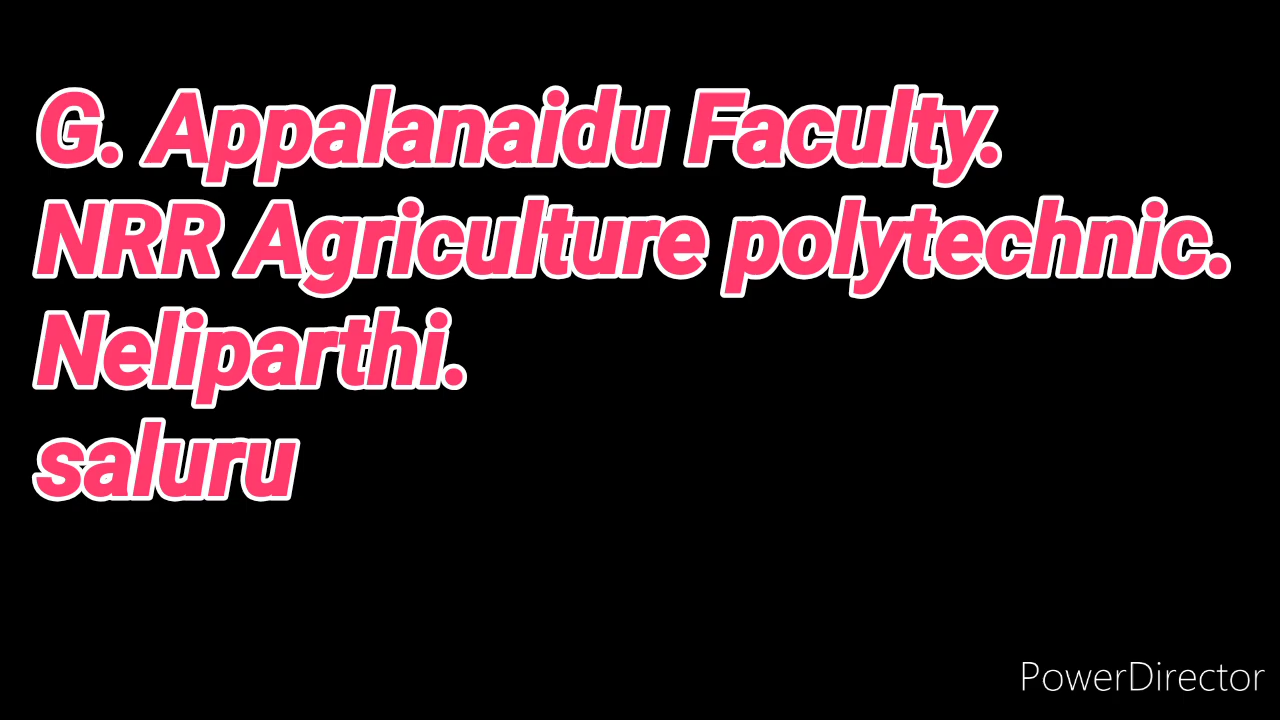 G. Appalanaidu Faculty.
NRR Agriculture polytechnic.
Neliparthi.
saluru
PowerDirector